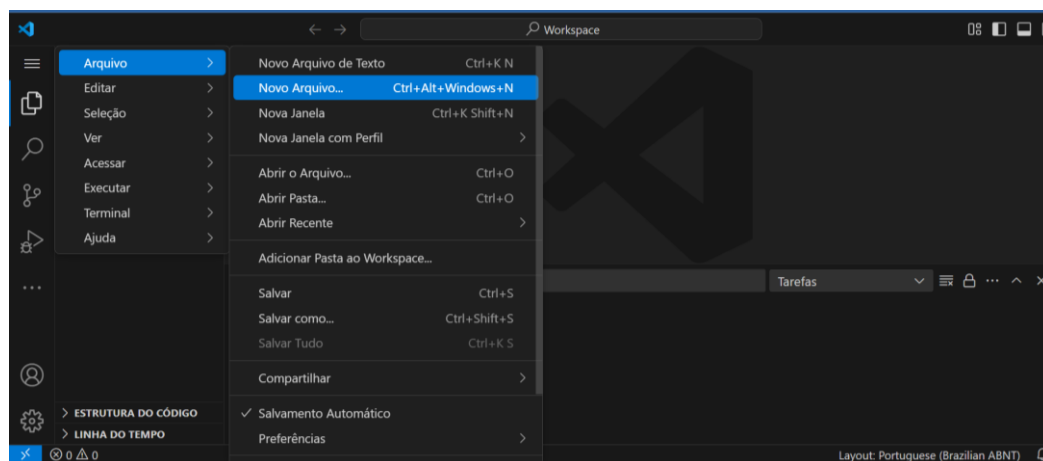 Workspace
Arquivo
Editar
Seleção
Ver
Acessar
Executar
Terminal
Ajuda
Novo Arquivo de Texto Ctrl+K N
Novo Arquivo... Ctrl+Alt+Windows+N
Nova Janela Ctrl+K Shift+N
Nova Janela com Perfil
Abrir o Arquivo... Ctrl+O
Abrir Pasta... Ctrl+O
Abrir Recente
Adicionar Pasta ao Workspace...
Salvar Ctrl+S
Salvar como... Ctrl+Shift+S
Salvar Tudo Ctrl+K S
Compartilhar
Salvamento Automático
Preferências
Tarefas
ESTRUTURA DO CÓDIGO
LINHA DO TEMPO
0 0
Layout: Portuguese (Brazilian ABNT)